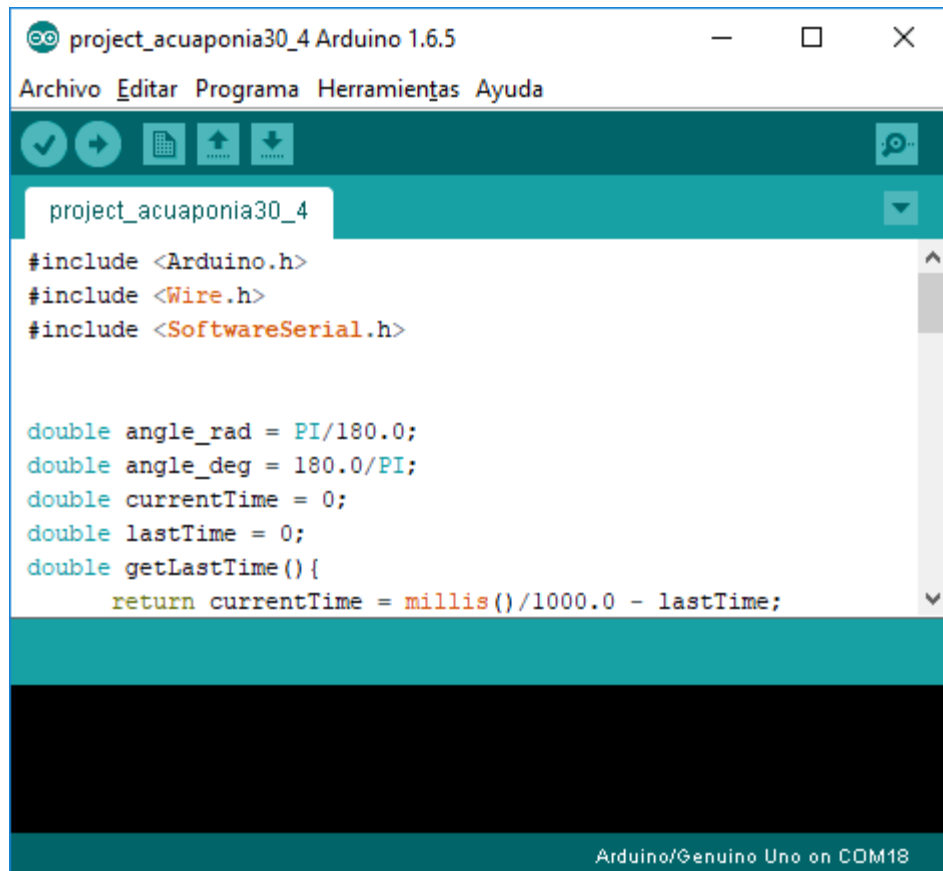 project_acuaponia30_4 Arduino 1.6.5
Archivo Editar Programa Herramientas Ayuda
project_acuaponia30_4
#include <Arduino.h>
#include <Wire.h>
#include <SoftwareSerial.h>
double angle_rad = PI/180.0;
double angle_deg = 180.0/PI;
double currentTime = 0;
double lastTime = 0;
double getLastTime(){
return currentTime = millis()/1000.0 - lastTime;
Arduino/Genuino Uno on COM18